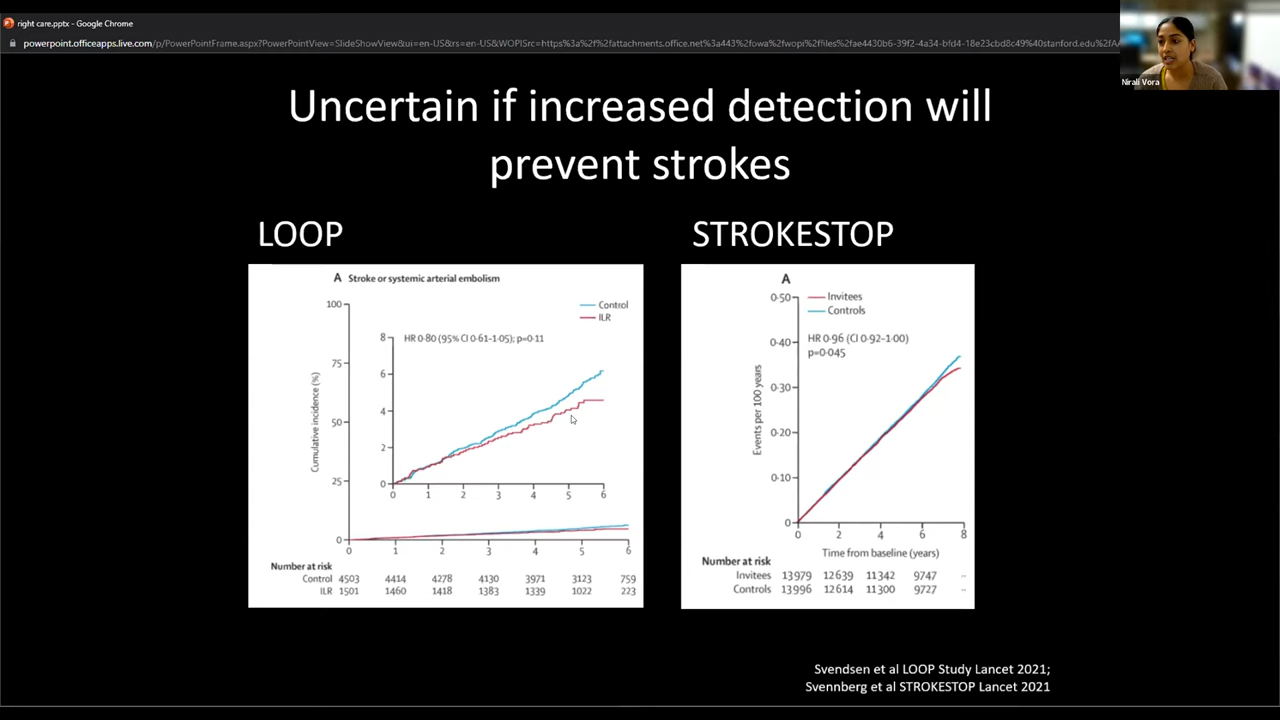 right care.pptx - Google Chrome
powerpoint.officeapps.live.com/p/PowerPointFrame.aspx?PowerPointView=SlideShowView&ui=en-US&rs=en-US&WOPISrc=https%3a%2f%2fattachments.office.net%3a443%2fowa%2fwopi%2ffiles%2fae4430b6-39f2-4a34-bfd4-18e23cbd8c49%40stanford.edu%2fAA
Nirali Vora
Uncertain if increased detection will
prevent strokes
LOOP
A Stroke or systemic arterial embolism
Control
ILR
HR 0·80 (95% CI 0·61–1·05); p=0·11
100
75
50
25
0
Cumulative incidence (%)
8
6
4
2
0
0 1 2 3 4 5 6
0 1 2 3 4 5 6
Number at risk
Control 4503 4414 4278 4130 3971 3123 759
ILR 1501 1460 1418 1383 1339 1022 223
STROKESTOP
A
Invitees
Controls
HR 0·96 (CI 0·92–1·00)
p=0·045
0·50
0·40
0·30
0·20
0·10
0
Events per 100 years
0 2 4 6 8
Time from baseline (years)
Number at risk
Invitees 13979 12639 11342 9747 ··
Controls 13996 12614 11300 9727 ··
Svendsen et al LOOP Study Lancet 2021;
Svennberg et al STROKESTOP Lancet 2021